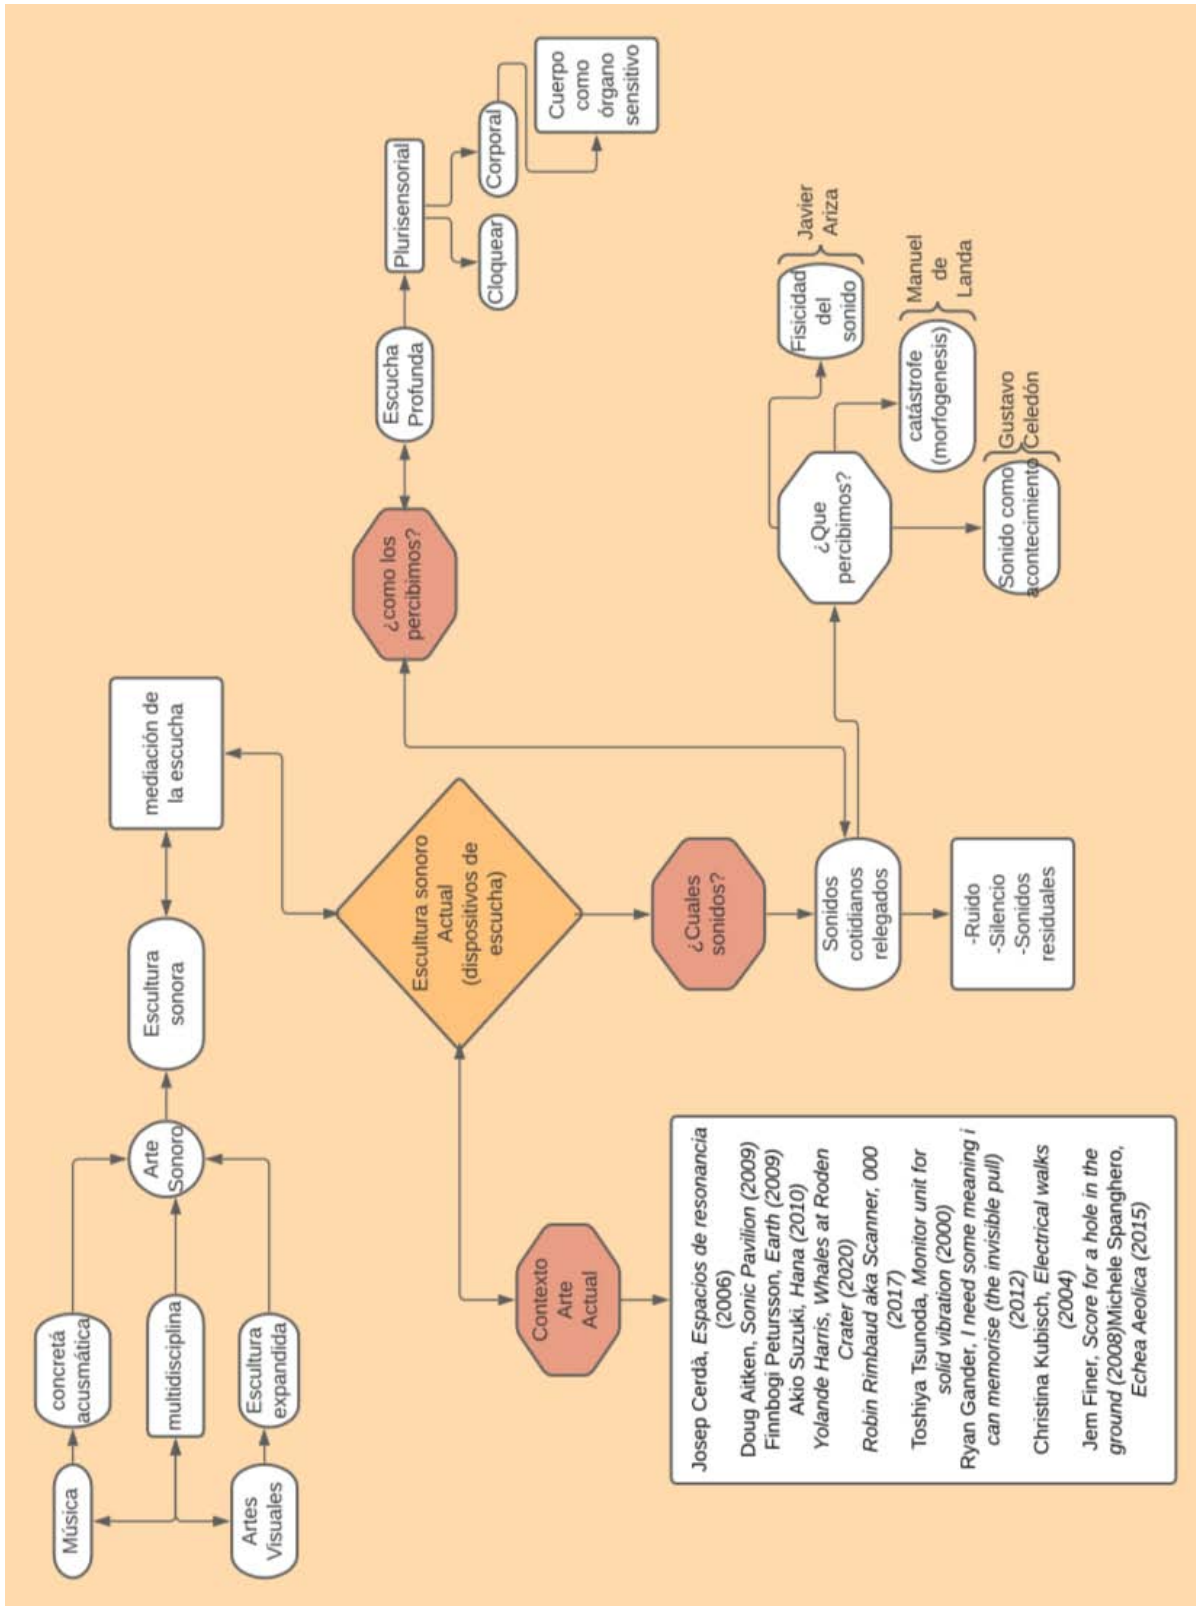 Música
concretá
acusmática
multidisciplina
Artes
Visuales
Escultura
expandida
Arte
Sonoro
Escultura
sonora
mediación de
la escucha
Escultura sonoro
Actual
(dispositivos de
escucha)
Contexto
Arte
Actual
Josep Cerdà, Espacios de resonancia
(2006)
Doug Aitken, Sonic Pavilion (2009)
Finnbogi Petursson, Earth (2009)
Akio Suzuki, Hana (2010)
Yolande Harris, Whales at Roden
Crater (2020)
Robin Rimbaud aka Scanner, 000
(2017)
Toshiya Tsunoda, Monitor unit for
solid vibration (2000)
Ryan Gander, I need some meaning i
can memorise (the invisible pull)
(2012)
Christina Kubisch, Electrical walks
(2004)
Jem Finer, Score for a hole in the
ground (2008)Michele Spanghero,
Echea Aeolica (2015)
¿Cuales
sonidos?
Sonidos
cotidianos
relegados
-Ruido
-Silencio
-Sonidos
residuales
¿como los
percibimos?
Escucha
Profunda
Plurisensorial
Cloquear
Corporal
Cuerpo
como
órgano
sensitivo
¿Que
percibimos?
Fisicidad
del
sonido
Javier
Ariza
catástrofe
(morfogenesis)
Manuel
de
Landa
Sonido como
acontecimiento
Gustavo
Celedón